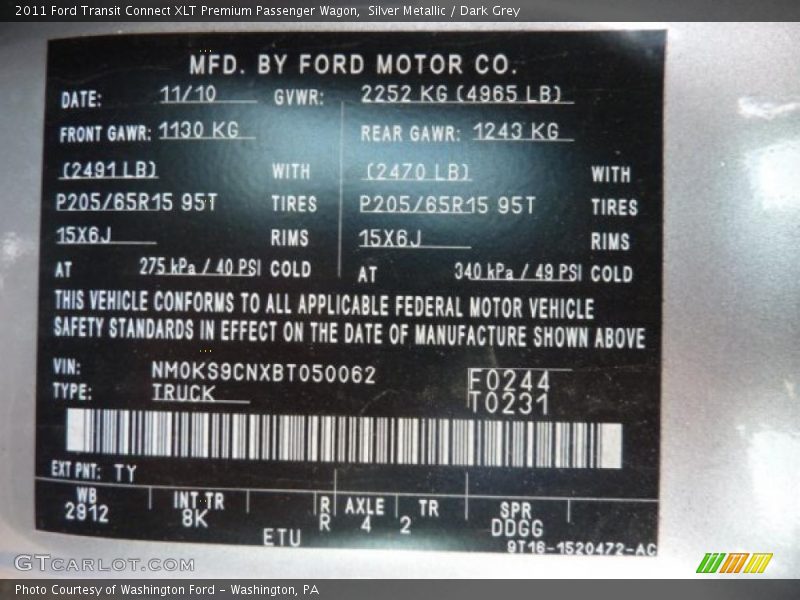 2011 Ford Transit Connect XLT Premium Passenger Wagon, Silver Metallic / Dark Grey
MFD. BY FORD MOTOR CO.
DATE: 11/10 GVWR: 2252 KG (4965 LB)
FRONT GAWR: 1130 KG REAR GAWR: 1243 KG
(2491 LB) WITH (2470 LB) WITH
P205/65R15 95T TIRES P205/65R15 95T TIRES
15X6J RIMS 15X6J RIMS
AT 275 kPa / 40 PSI COLD AT 340 kPa / 49 PSI COLD
THIS VEHICLE CONFORMS TO ALL APPLICABLE FEDERAL MOTOR VEHICLE
SAFETY STANDARDS IN EFFECT ON THE DATE OF MANUFACTURE SHOWN ABOVE
VIN: NM0KS9CNXBT050062 F0244
TYPE: TRUCK T0231
EXT PNT: TY
WB INT TR R AXLE TR SPR
2912 8K R 4 2 DDGG
ETU 9T16-1520472-AC
GTCARLOT.COM
Photo Courtesy of Washington Ford - Washington, PA